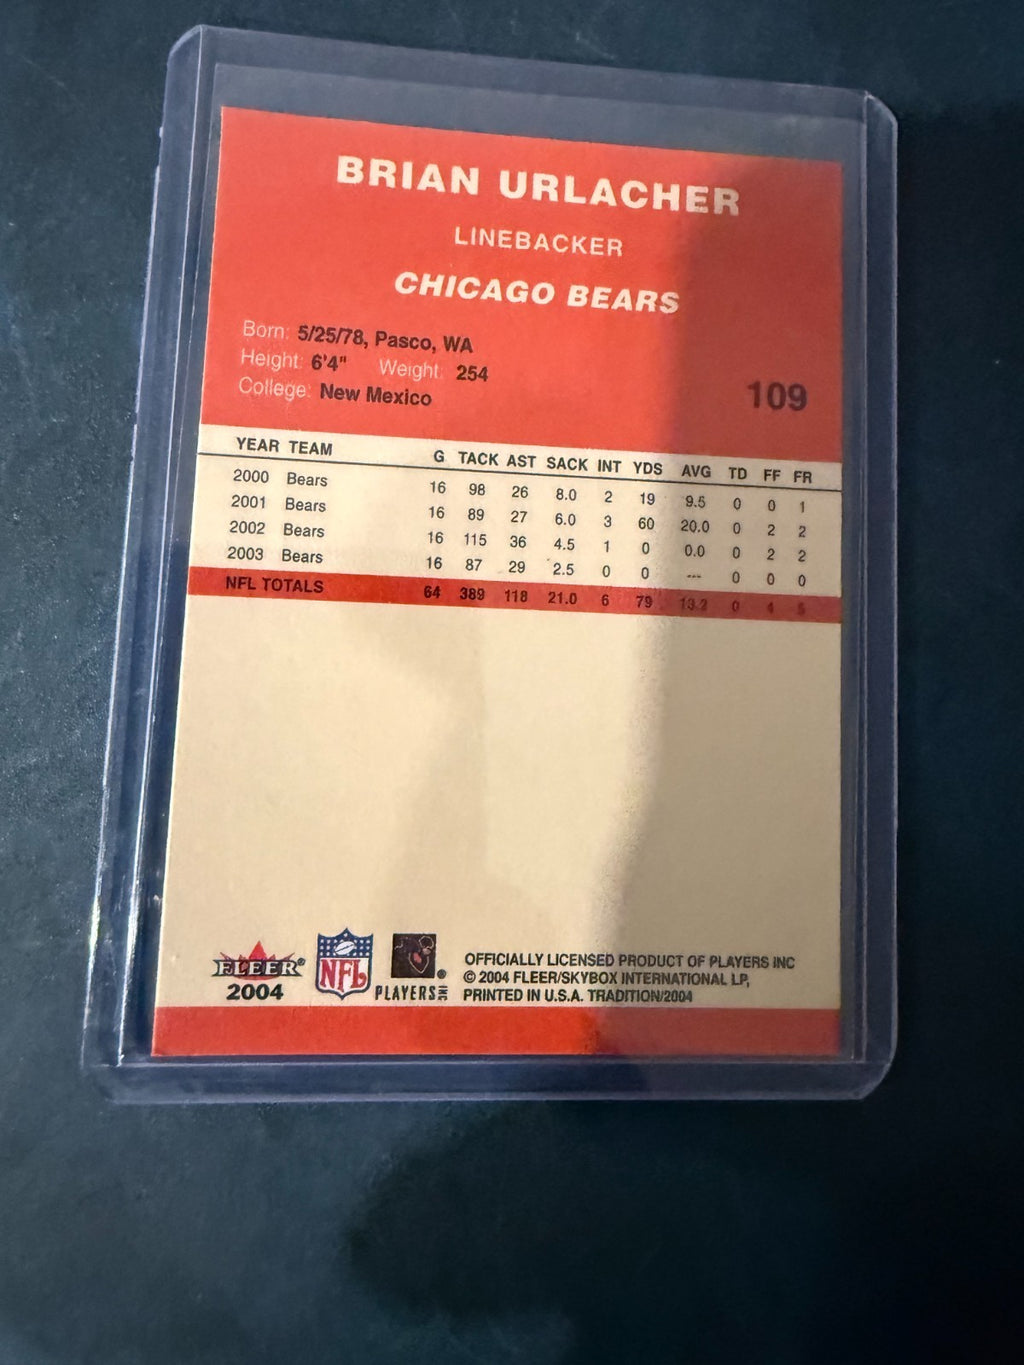 BRIAN URLACHER
LINEBACKER
CHICAGO BEARS
Born: 5/25/78, Pasco, WA
Height: 6'4" Weight: 254
College: New Mexico
109
YEAR TEAM G TACK AST SACK INT YDS AVG TD FF FR
2000 Bears 16 98 26 8.0 2 19 9.5 0 0 1
2001 Bears 16 89 27 6.0 3 60 20.0 0 2 2
2002 Bears 16 115 36 4.5 1 0 0.0 0 2 2
2003 Bears 16 87 29 2.5 0 0 --- 0 0 0
NFL TOTALS 64 389 118 21.0 6 79 13.2 0 4 5
FLEER®
2004
NFL
PLAYERS INC ®
OFFICIALLY LICENSED PRODUCT OF PLAYERS INC
© 2004 FLEER/SKYBOX INTERNATIONAL LP,
PRINTED IN U.S.A. TRADITION/2004